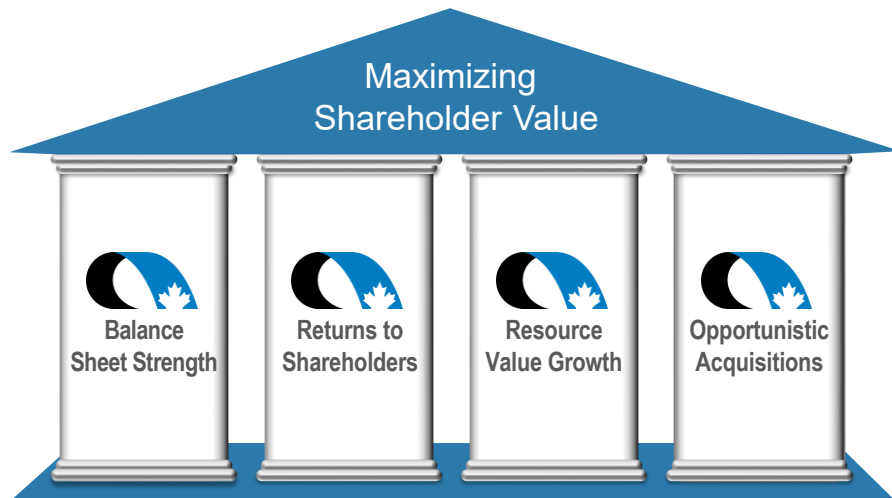 Maximizing
Shareholder Value
Balance
Sheet Strength
Returns to
Shareholders
Resource
Value Growth
Opportunistic
Acquisitions